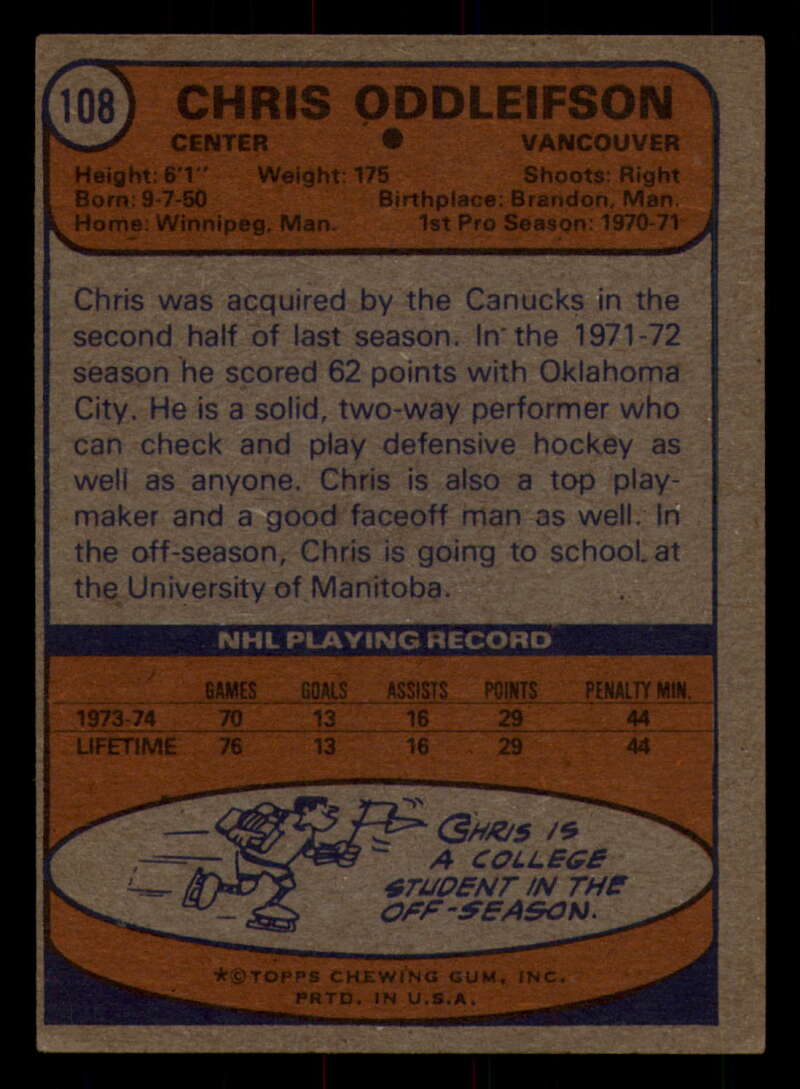 108
CHRIS ODDLEIFSON
CENTER ● VANCOUVER
Height: 6'1" Weight: 175 Shoots: Right
Born: 9-7-50 Birthplace: Brandon, Man.
Home: Winnipeg, Man. 1st Pro Season: 1970-71
Chris was acquired by the Canucks in the
second half of last season. In the 1971-72
season he scored 62 points with Oklahoma
City. He is a solid, two-way performer who
can check and play defensive hockey as
well as anyone. Chris is also a top play-
maker and a good faceoff man as well. In
the off-season, Chris is going to school at
the University of Manitoba.
NHL PLAYING RECORD
GAMES GOALS ASSISTS POINTS PENALTY MIN.
1973-74 70 13 16 29 44
LIFETIME 76 13 16 29 44
CHRIS IS
A COLLEGE
STUDENT IN THE
OFF-SEASON.
*©TOPPS CHEWING GUM, INC.
PRTD. IN U.S.A.